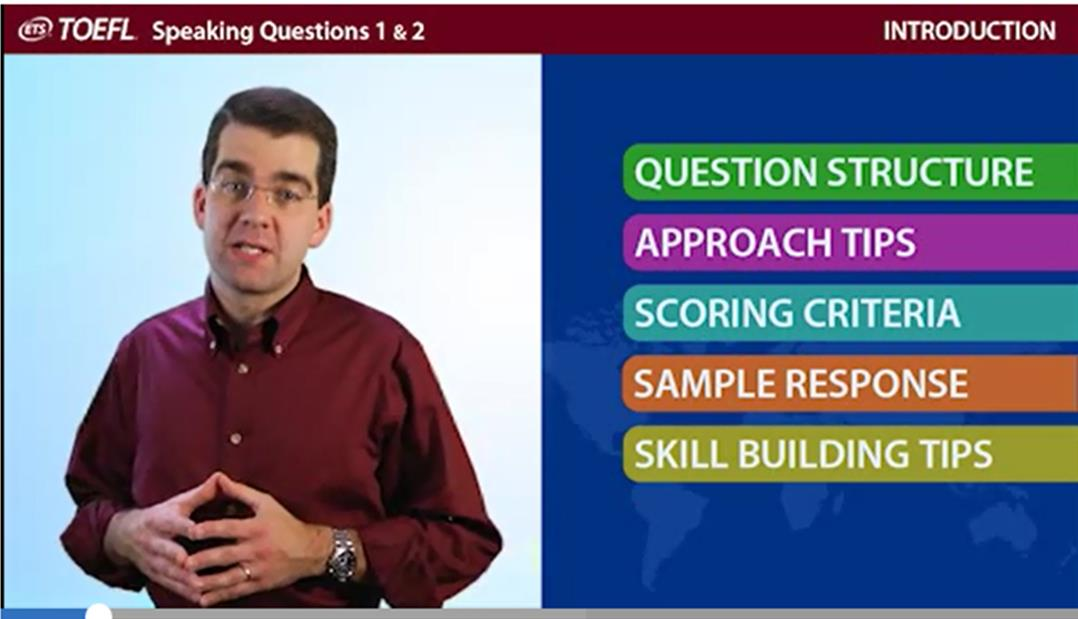 ETS TOEFL Speaking Questions 1 & 2 INTRODUCTION
QUESTION STRUCTURE
APPROACH TIPS
SCORING CRITERIA
SAMPLE RESPONSE
SKILL BUILDING TIPS